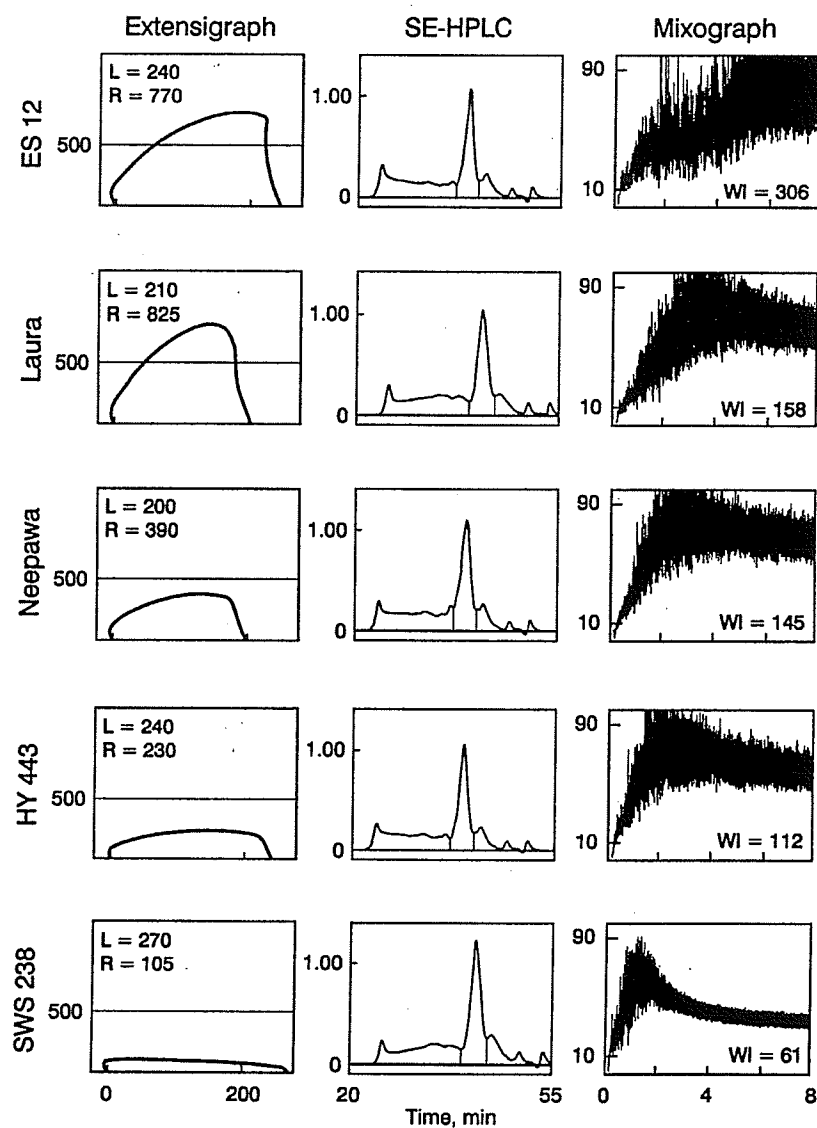 Extensigraph SE-HPLC Mixograph
ES 12
L = 240
R = 770
500
1.00
0
90
10
WI = 306
Laura
L = 210
R = 825
500
1.00
0
90
10
WI = 158
Neepawa
L = 200
R = 390
500
1.00
0
90
10
WI = 145
HY 443
L = 240
R = 230
500
1.00
0
90
10
WI = 112
SWS 238
L = 270
R = 105
500
1.00
0
90
10
WI = 61
0 200 20 55 0 4 8
Time, min